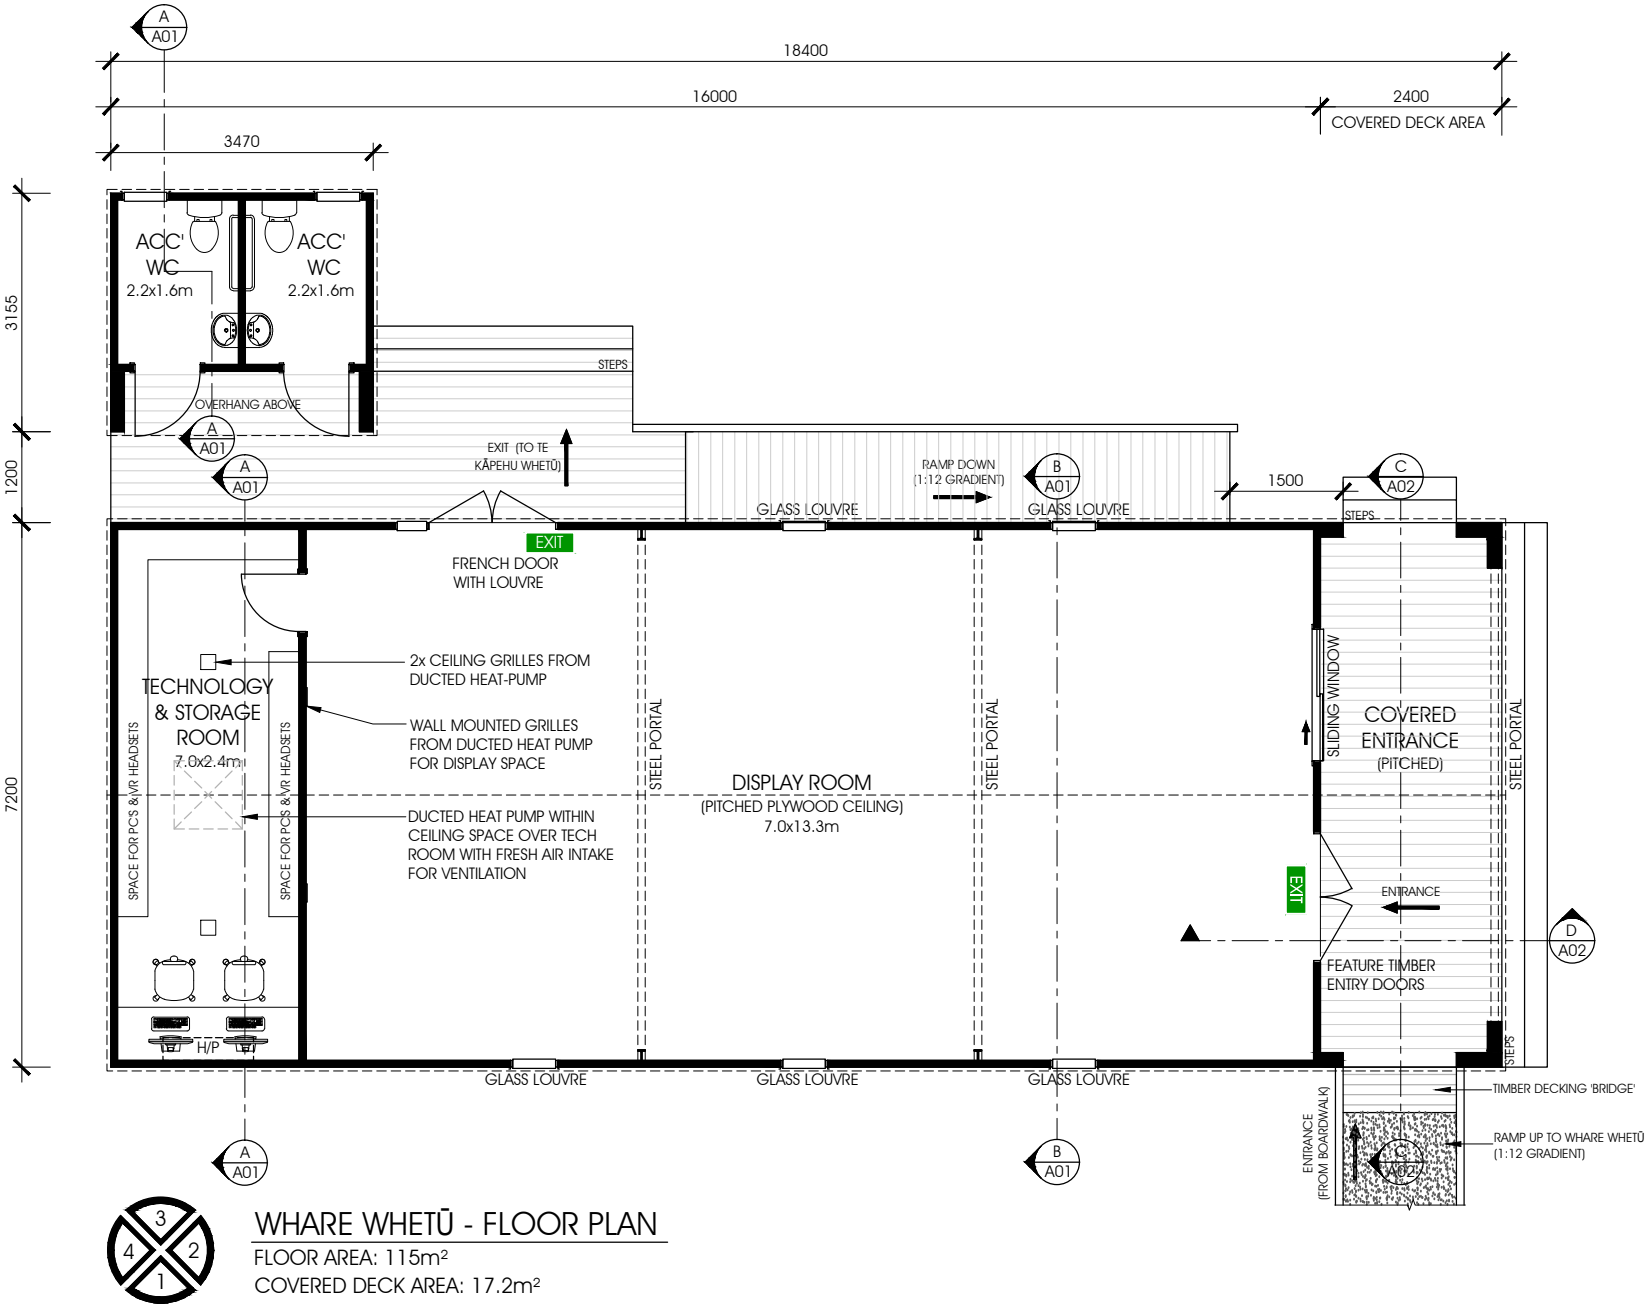 A
A01
18400
16000
2400
COVERED DECK AREA
3470
3155
1200
7200
ACC'
WC
2.2x1.6m
ACC'
WC
2.2x1.6m
STEPS
OVERHANG ABOVE
A
A01
EXIT (TO TE
KĀPEHU WHETŪ)
A
A01
RAMP DOWN
(1:12 GRADIENT)
B
A01
1500
C
A02
GLASS LOUVRE
GLASS LOUVRE
STEPS
EXIT
FRENCH DOOR
WITH LOUVRE
2x CEILING GRILLES FROM
DUCTED HEAT-PUMP
TECHNOLOGY
& STORAGE
ROOM
7.0x2.4m
SPACE FOR PCS & VR HEADSETS
SPACE FOR PCS & VR HEADSETS
WALL MOUNTED GRILLES
FROM DUCTED HEAT PUMP
FOR DISPLAY SPACE
DUCTED HEAT PUMP WITHIN
CEILING SPACE OVER TECH
ROOM WITH FRESH AIR INTAKE
FOR VENTILATION
STEEL PORTAL
DISPLAY ROOM
(PITCHED PLYWOOD CEILING)
7.0x13.3m
STEEL PORTAL
SLIDING WINDOW
COVERED
ENTRANCE
(PITCHED)
STEEL PORTAL
EXIT
ENTRANCE
D
A02
FEATURE TIMBER
ENTRY DOORS
H/P
STEPS
GLASS LOUVRE
GLASS LOUVRE
GLASS LOUVRE
TIMBER DECKING 'BRIDGE'
ENTRANCE
(FROM BOARDWALK)
RAMP UP TO WHARE WHETŪ
(1:12 GRADIENT)
A
A01
B
A01
C
A02
3
4
2
1
WHARE WHETŪ - FLOOR PLAN
FLOOR AREA: 115m²
COVERED DECK AREA: 17.2m²